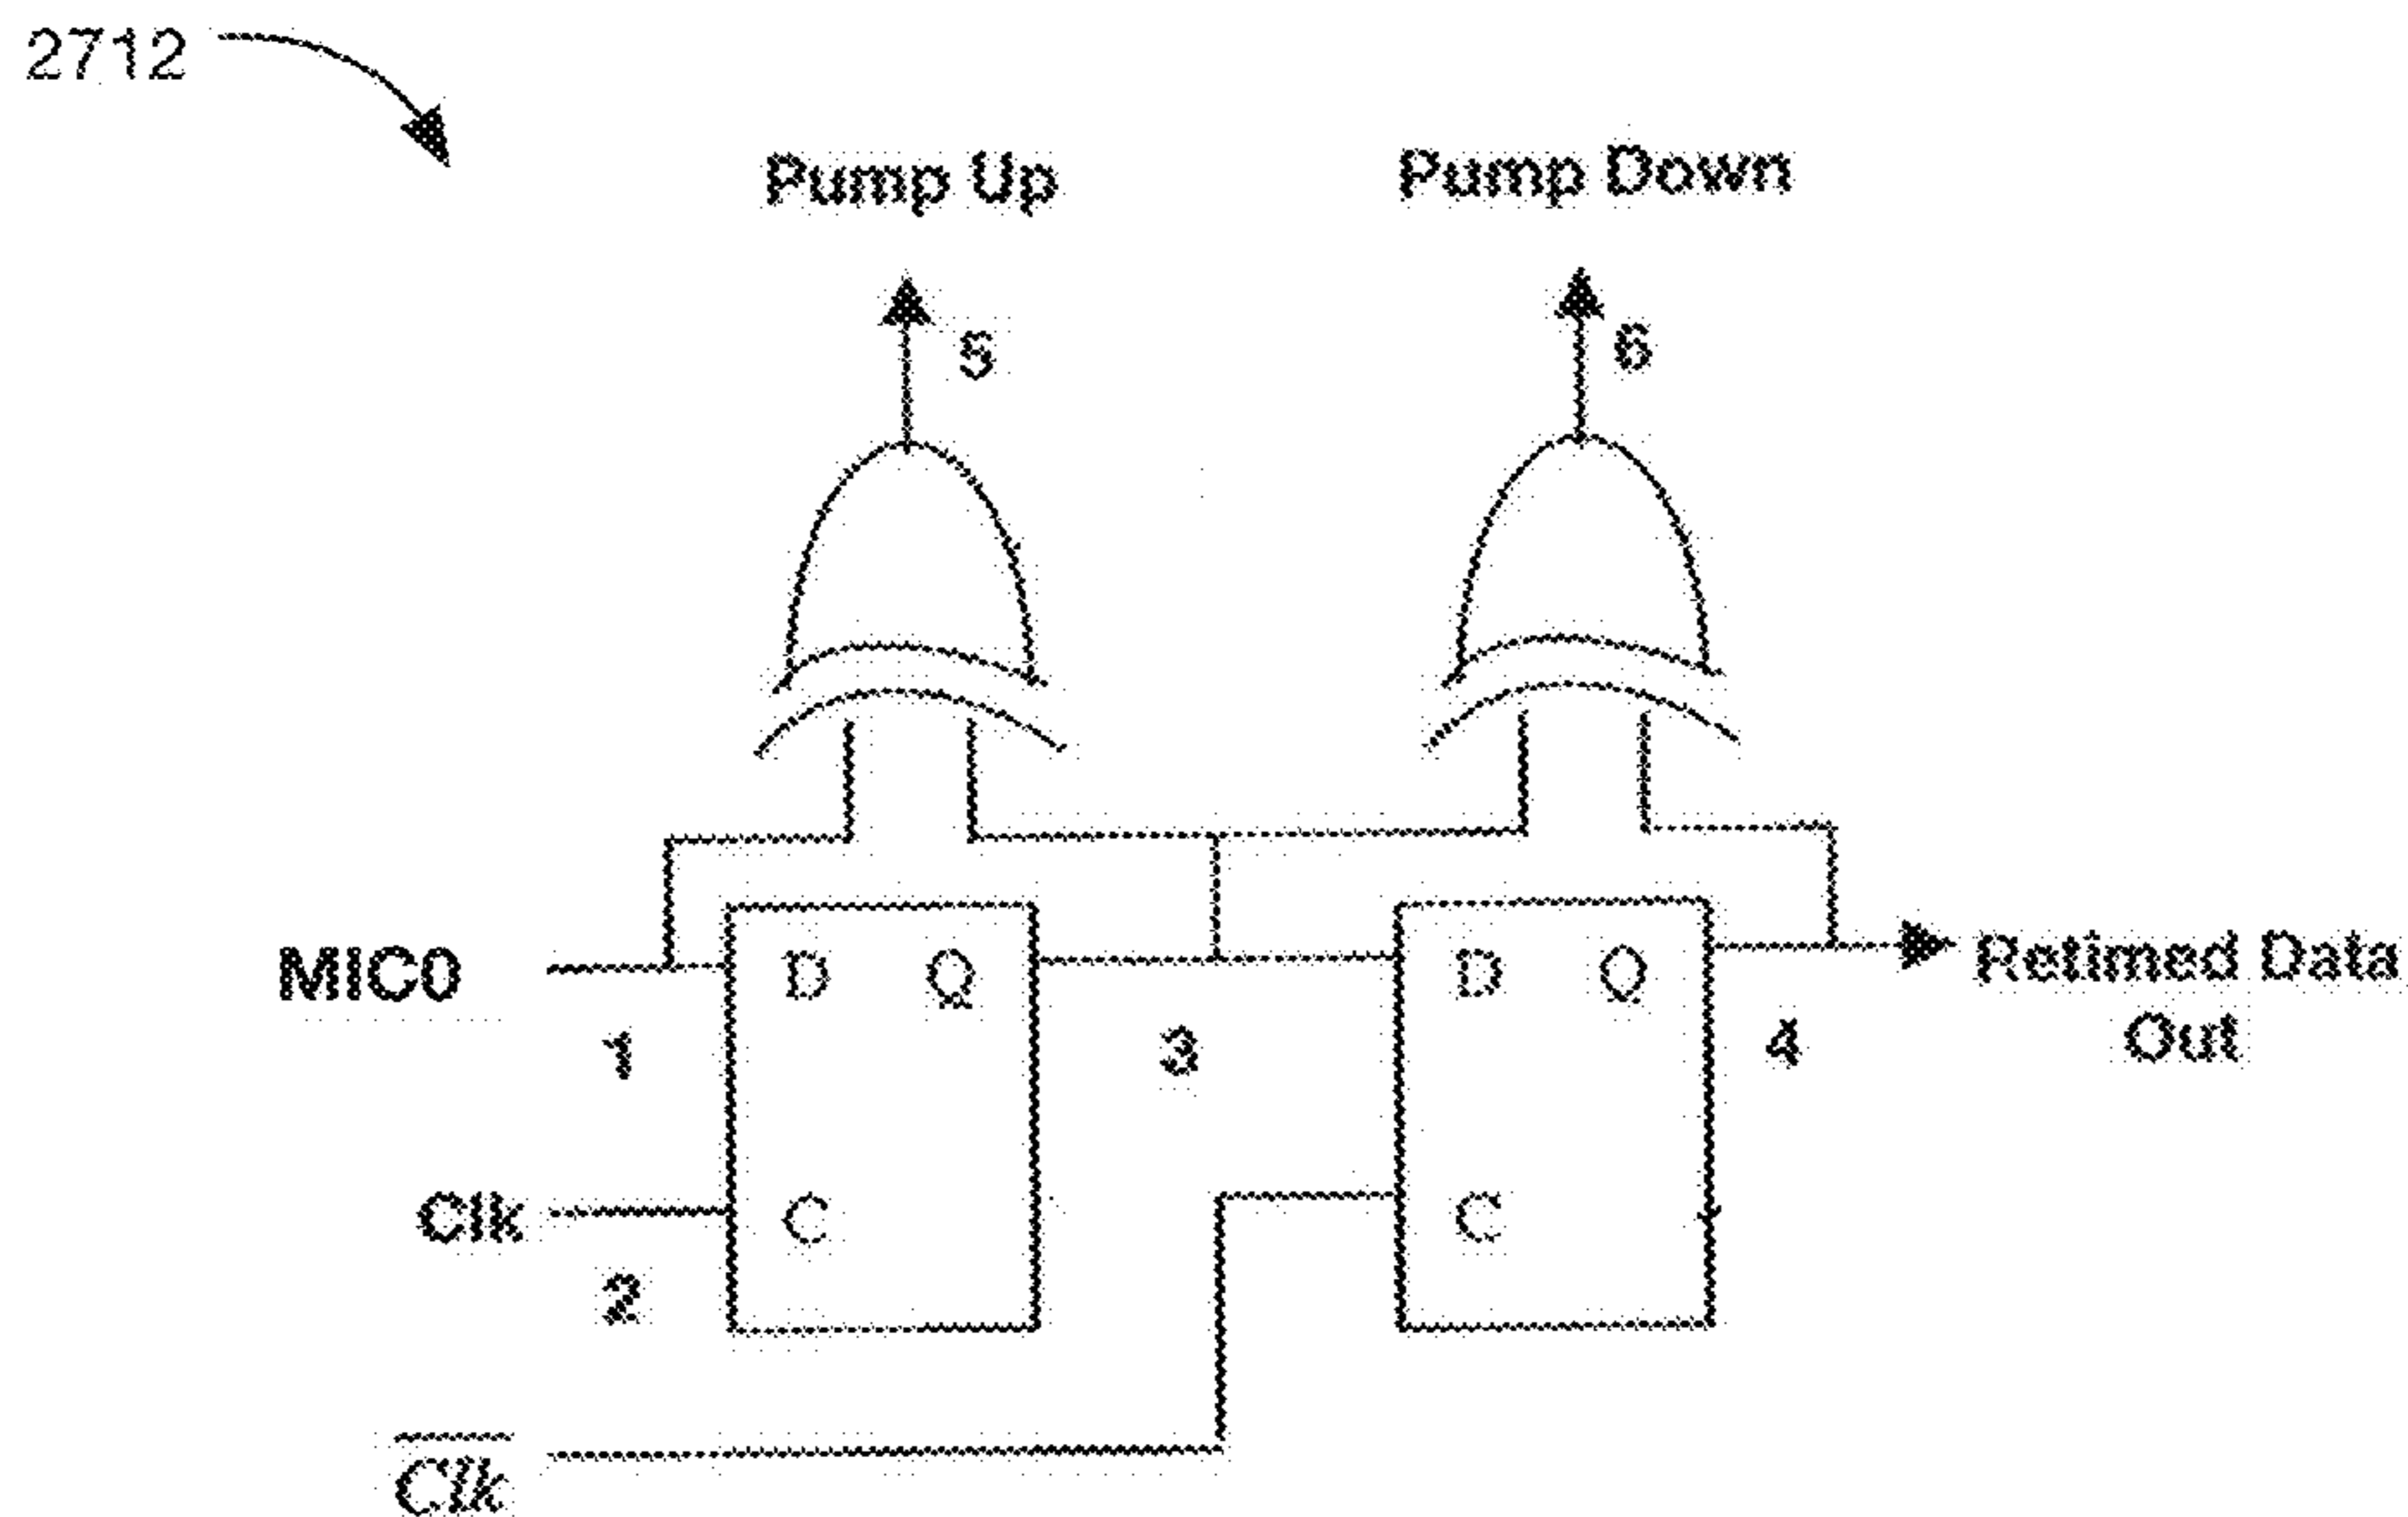 2712
Pump Up
Pump Down
5
6
MIC0
D
Q
D
Q
Retimed Data
Out
1
3
4
Clk
C
C
2
Clk